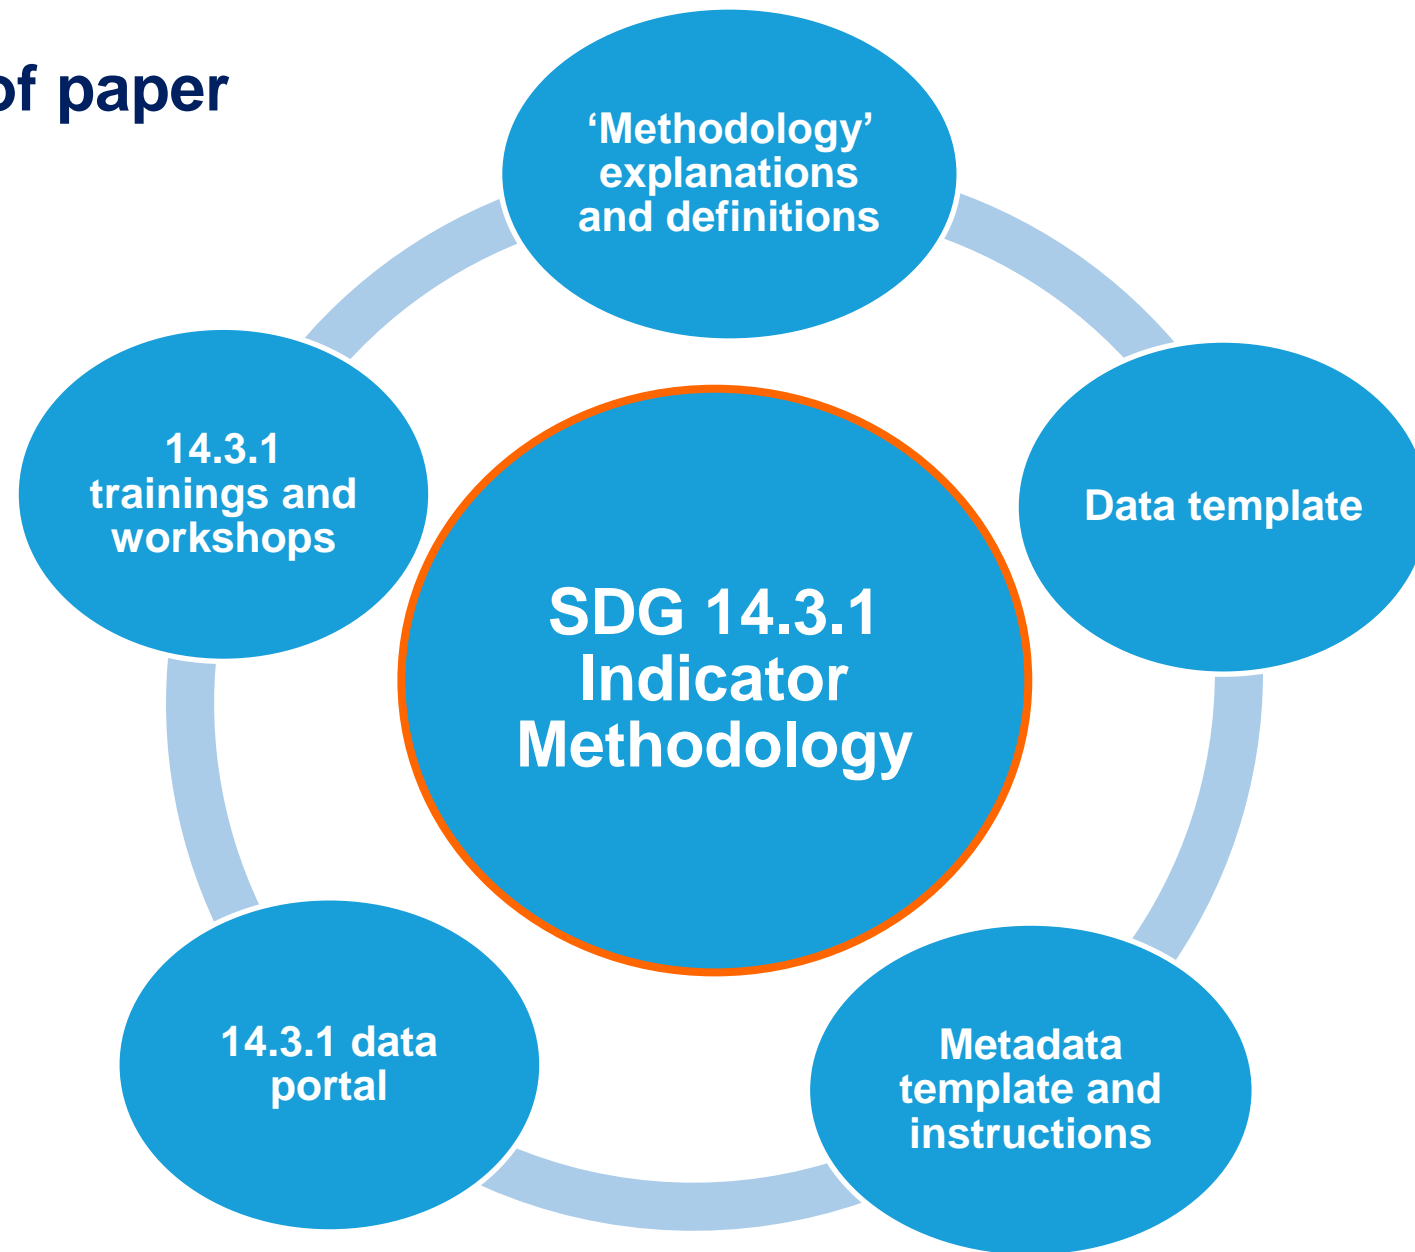 of paper
‘Methodology’
explanations
and definitions
Data template
Metadata
template and
instructions
14.3.1 data
portal
14.3.1
trainings and
workshops
SDG 14.3.1
Indicator
Methodology